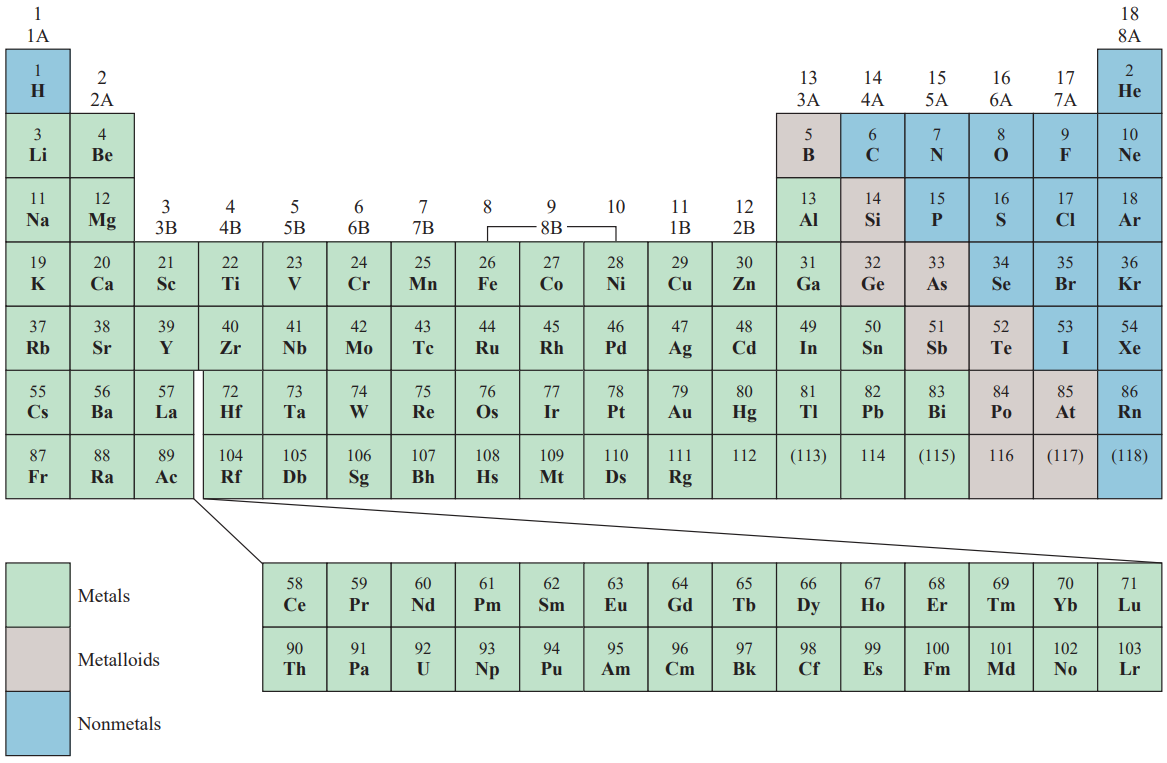 1 18
1A 8A
1 2 13 14 15 16 17 2
H 2A 3A 4A 5A 6A 7A He
3 4 5 6 7 8 9 10
Li Be B C N O F Ne
11 12 3 4 5 6 7 8 9 10 11 12 13 14 15 16 17 18
Na Mg 3B 4B 5B 6B 7B 8B 1B 2B Al Si P S Cl Ar
19 20 21 22 23 24 25 26 27 28 29 30 31 32 33 34 35 36
K Ca Sc Ti V Cr Mn Fe Co Ni Cu Zn Ga Ge As Se Br Kr
37 38 39 40 41 42 43 44 45 46 47 48 49 50 51 52 53 54
Rb Sr Y Zr Nb Mo Tc Ru Rh Pd Ag Cd In Sn Sb Te I Xe
55 56 57 72 73 74 75 76 77 78 79 80 81 82 83 84 85 86
Cs Ba La Hf Ta W Re Os Ir Pt Au Hg Tl Pb Bi Po At Rn
87 88 89 104 105 106 107 108 109 110 111 112 (113) 114 (115) 116 (117) (118)
Fr Ra Ac Rf Db Sg Bh Hs Mt Ds Rg
58 59 60 61 62 63 64 65 66 67 68 69 70 71
Ce Pr Nd Pm Sm Eu Gd Tb Dy Ho Er Tm Yb Lu
90 91 92 93 94 95 96 97 98 99 100 101 102 103
Th Pa U Np Pu Am Cm Bk Cf Es Fm Md No Lr
Metals
Metalloids
Nonmetals